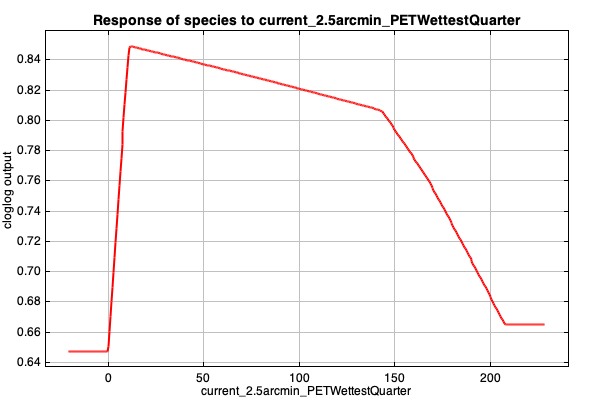 Response of species to current_2.5arcmin_PETWettestQuarter
cloglog output
0.84
0.82
0.80
0.78
0.76
0.74
0.72
0.70
0.68
0.66
0.64
0 50 100 150 200
current_2.5arcmin_PETWettestQuarter